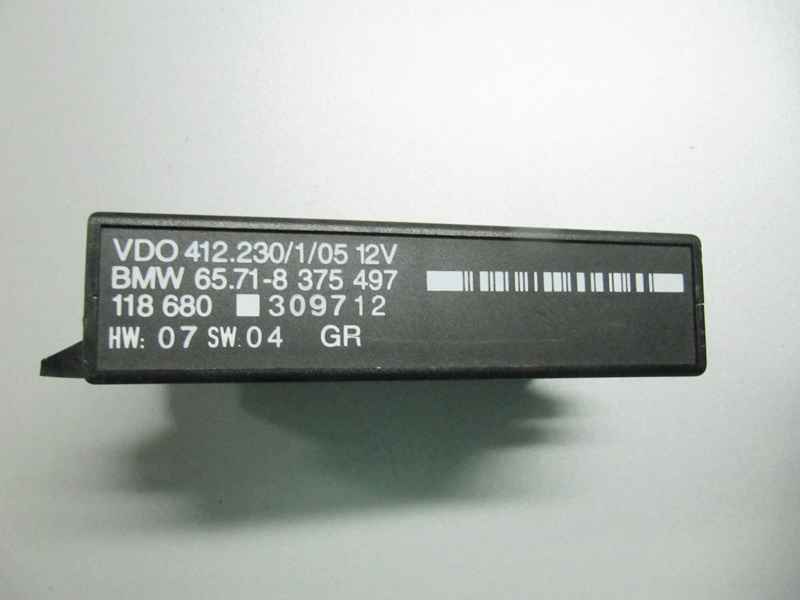 VDO 412.230/1/05 12V
BMW 65.71-8 375 497
118 680 309712
HW: 07 SW.04 GR